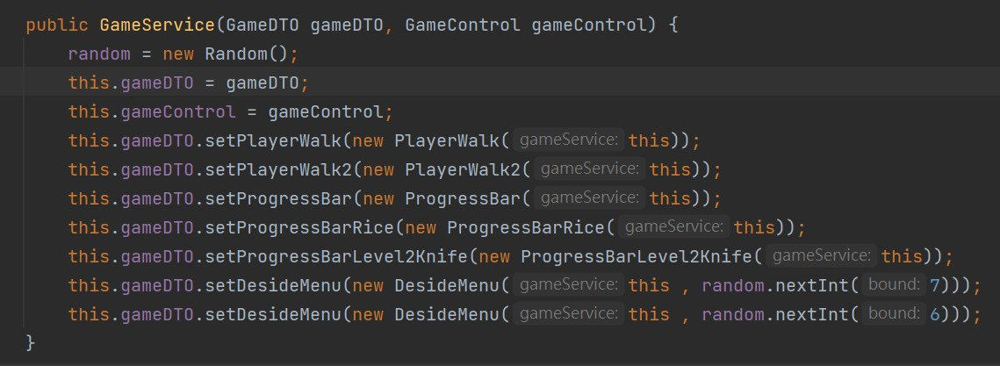 public GameService(GameDTO gameDTO, GameControl gameControl) {
random = new Random();
this.gameDTO = gameDTO;
this.gameControl = gameControl;
this.gameDTO.setPlayerWalk(new PlayerWalk( gameService: this));
this.gameDTO.setPlayerWalk2(new PlayerWalk2( gameService: this));
this.gameDTO.setProgressBar(new ProgressBar( gameService: this));
this.gameDTO.setProgressBarRice(new ProgressBarRice( gameService: this));
this.gameDTO.setProgressBarLevel2Knife(new ProgressBarLevel2Knife( gameService: this));
this.gameDTO.setDesideMenu(new DesideMenu( gameService: this , random.nextInt( bound: 7)));
this.gameDTO.setDesideMenu(new DesideMenu( gameService: this , random.nextInt( bound: 6)));
}